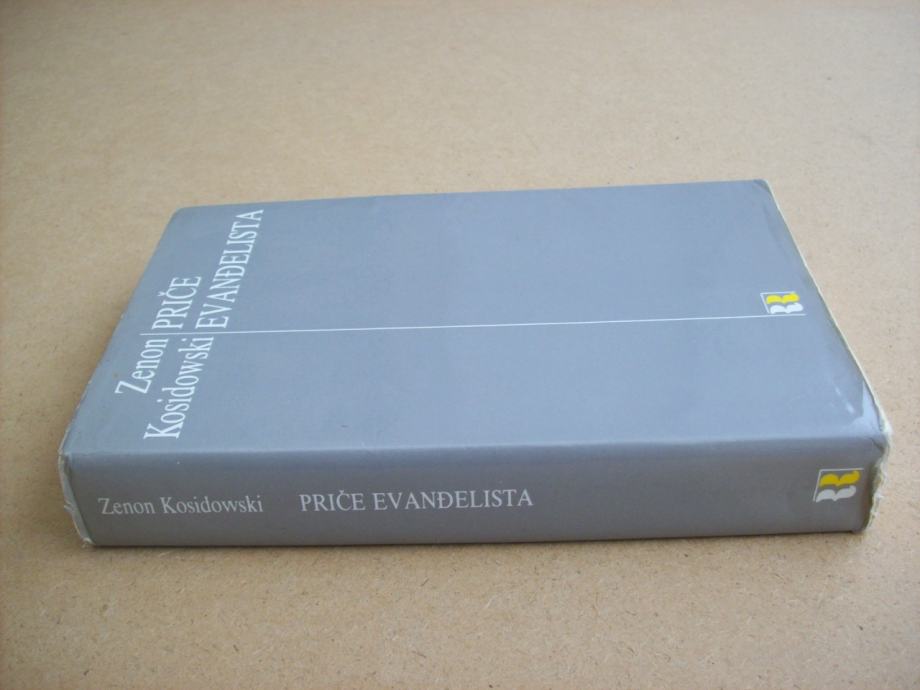 Zenon
Kosidowski
PRIČE
EVANĐELISTA
Zenon Kosidowski PRIČE EVANĐELISTA